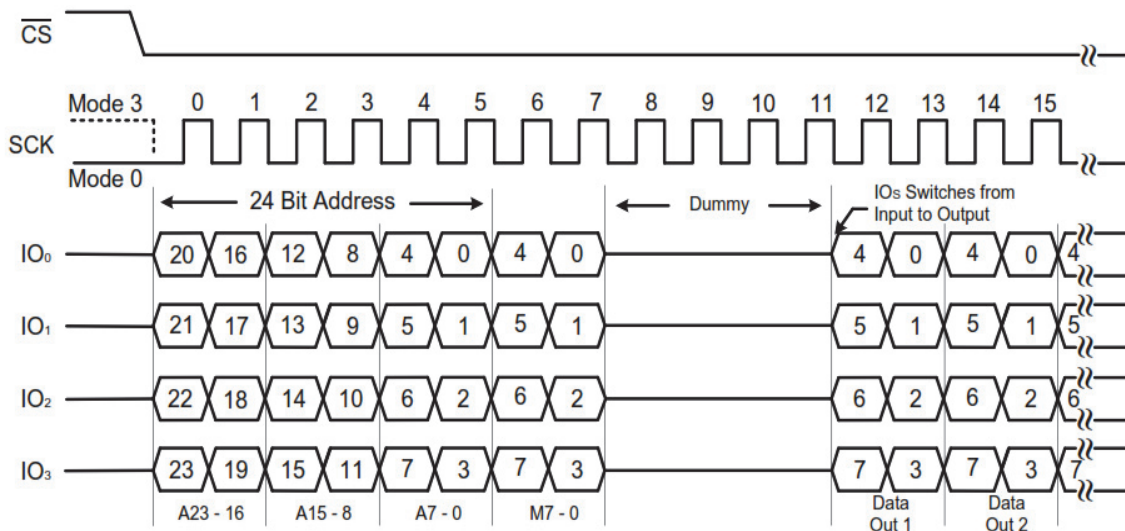 CS
Mode 3 0 1 2 3 4 5 6 7 8 9 10 11 12 13 14 15
SCK
Mode 0
24 Bit Address Dummy IOs Switches from
Input to Output
IO0 20 16 12 8 4 0 4 0 4 0 4 0 4
IO1 21 17 13 9 5 1 5 1 5 1 5 1 5
IO2 22 18 14 10 6 2 6 2 6 2 6 2 6
IO3 23 19 15 11 7 3 7 3 7 3 7 3 7
A23 - 16 A15 - 8 A7 - 0 M7 - 0 Data Data
Out 1 Out 2